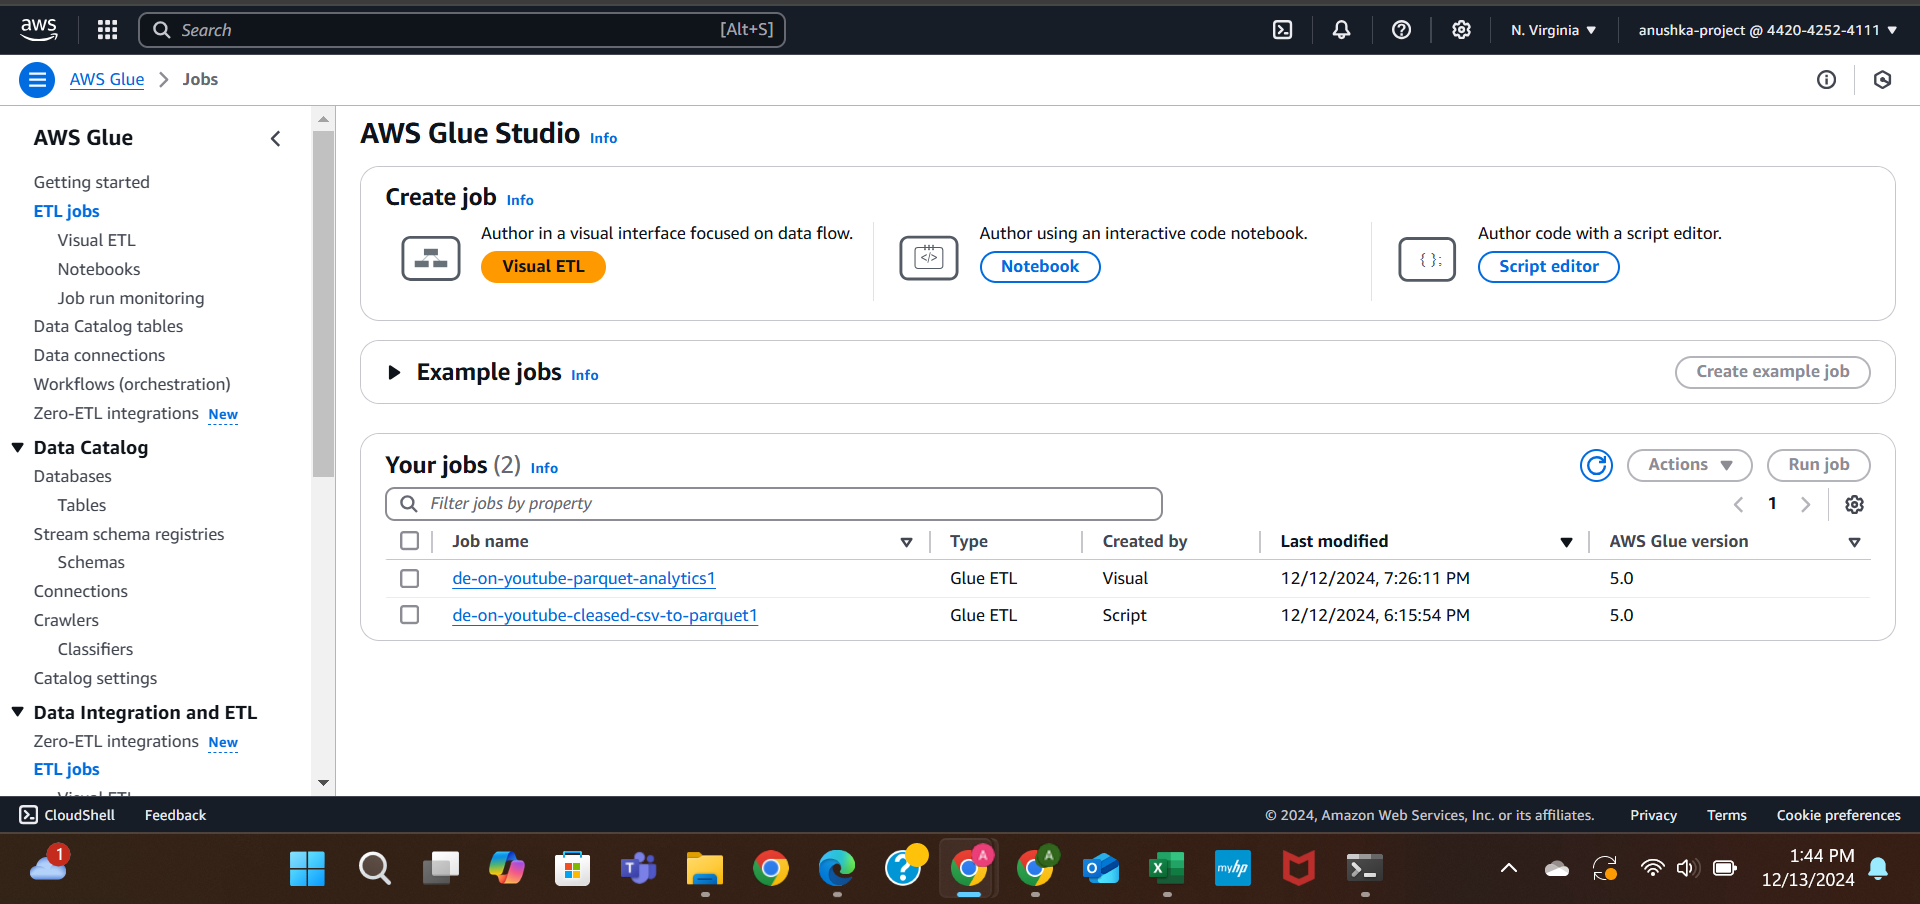 aws
Search [Alt+S]
N. Virginia ▼
anushka-project @ 4420-4252-4111 ▼
AWS Glue > Jobs
AWS Glue
Getting started
ETL jobs
Visual ETL
Notebooks
Job run monitoring
Data Catalog tables
Data connections
Workflows (orchestration)
Zero-ETL integrations New
Data Catalog
Databases
Tables
Stream schema registries
Schemas
Connections
Crawlers
Classifiers
Catalog settings
Data Integration and ETL
Zero-ETL integrations New
ETL jobs
Visual ETL
AWS Glue Studio Info
Create job Info
Author in a visual interface focused on data flow.
Visual ETL
</>
Author using an interactive code notebook.
Notebook
{ };
Author code with a script editor.
Script editor
Example jobs Info
Create example job
Your jobs (2) Info
Actions ▼
Run job
Filter jobs by property
1
Job name Type Created by Last modified AWS Glue version
de-on-youtube-parquet-analytics1 Glue ETL Visual 12/12/2024, 7:26:11 PM 5.0
de-on-youtube-cleased-csv-to-parquet1 Glue ETL Script 12/12/2024, 6:15:54 PM 5.0
CloudShell Feedback
© 2024, Amazon Web Services, Inc. or its affiliates. Privacy Terms Cookie preferences
1
T
?
A
A
O
X
myhp
1:44 PM
12/13/2024